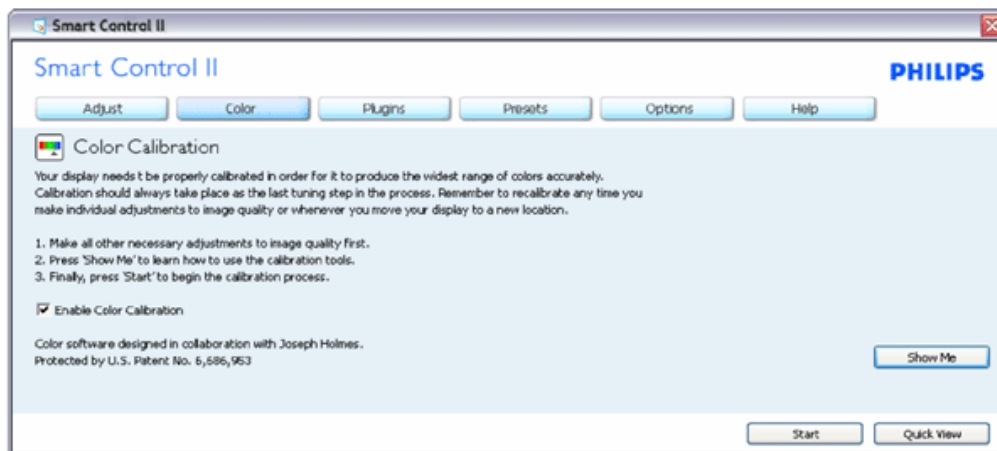 Smart Control II
Smart Control II
PHILIPS
Adjust Color Plugins Presets Options Help
Color Calibration
Your display needs t be properly calibrated in order for it to produce the widest range of colors accurately.
Calibration should always take place as the last tuning step in the process. Remember to recalibrate any time you
make individual adjustments to image quality or whenever you move your display to a new location.
1. Make all other necessary adjustments to image quality first.
2. Press 'Show Me' to learn how to use the calibration tools.
3. Finally, press 'Start' to begin the calibration process.
Enable Color Calibration
Color software designed in collaboration with Joseph Holmes.
Protected by U.S. Patent No. 6,686,953
Show Me
Start Quick View